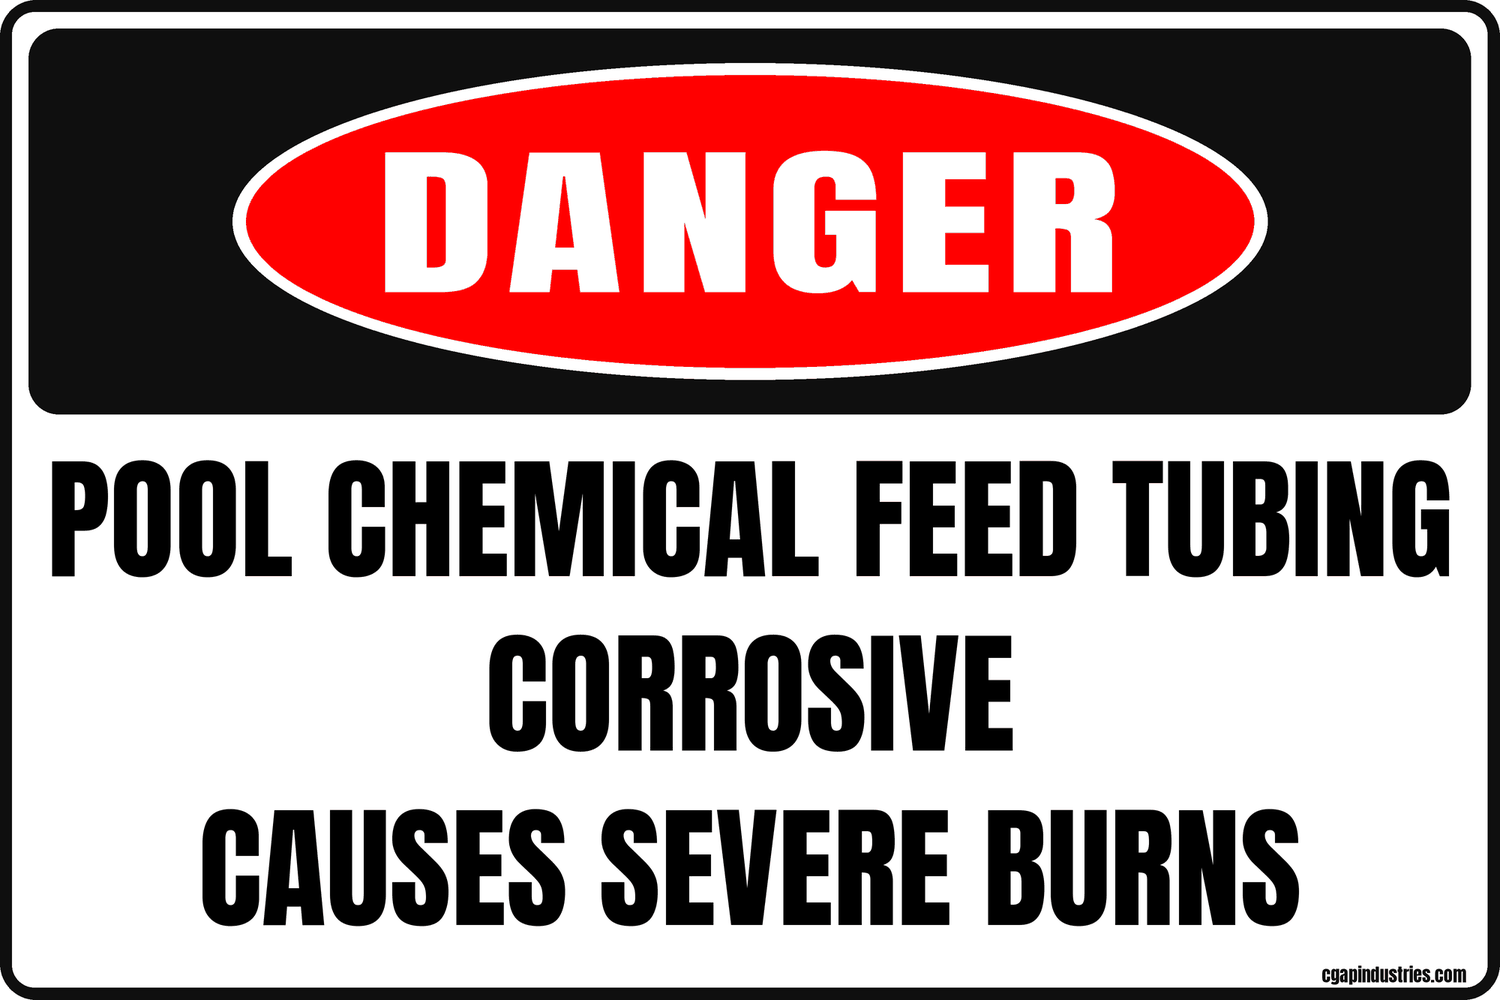 DANGER
POOL CHEMICAL FEED TUBING
CORROSIVE
CAUSES SEVERE BURNS
cgapindustries.com